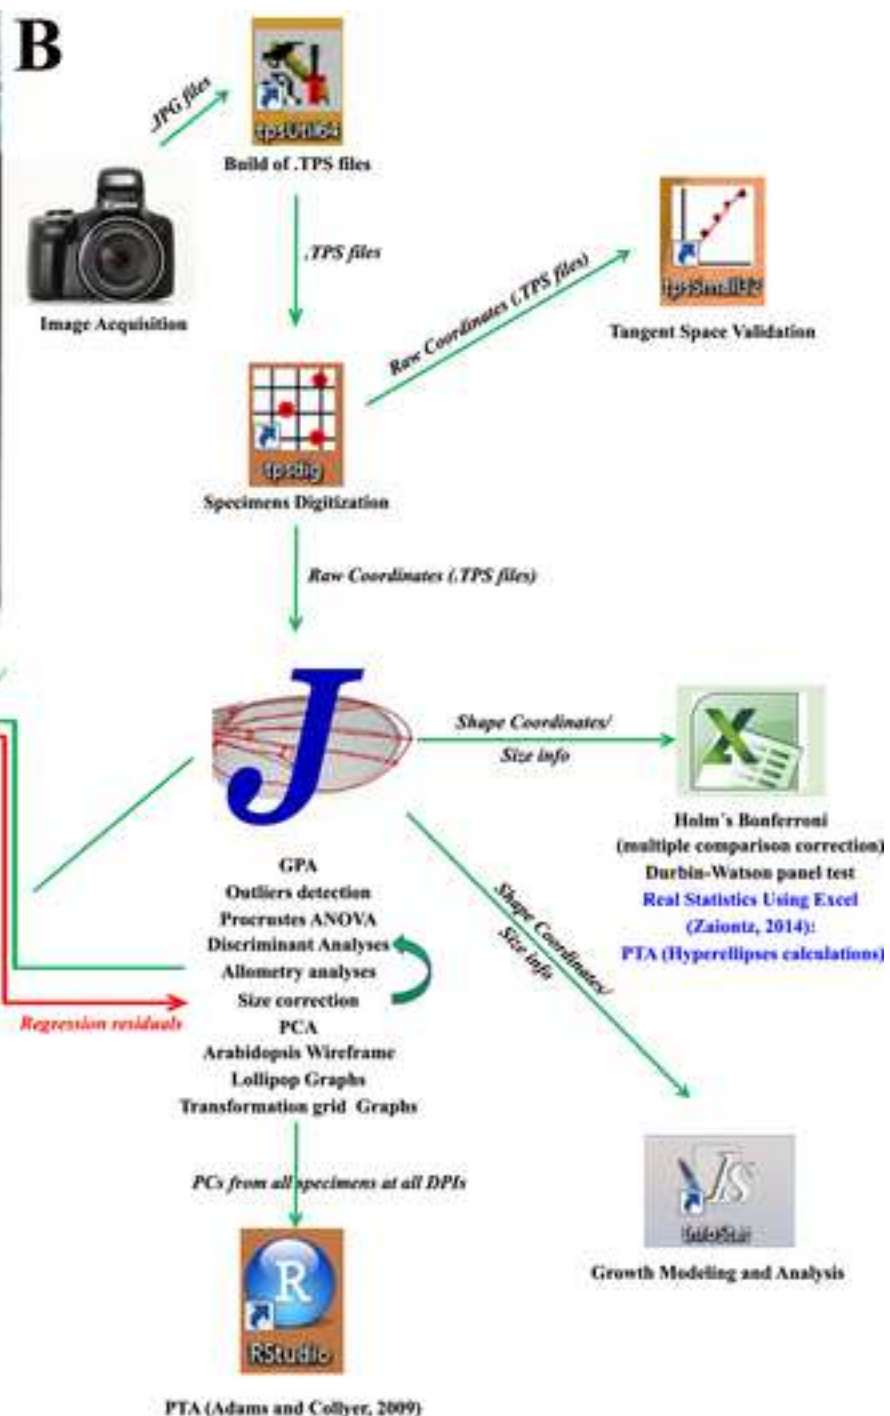 B
.JPG files
tpsUtil64
Build of .TPS files
Canon
Image Acquisition
.TPS files
Raw Coordinates (.TPS files)
tpsSmall32
Tangent Space Validation
tpsdig
Specimens Digitization
Raw Coordinates (.TPS files)
J
Shape Coordinates/
Size info
X
Holm´s Bonferroni
(multiple comparison correction)
Durbin-Watson panel test
Real Statistics Using Excel
(Zaiontz, 2014):
PTA (Hyperellipses calculations)
GPA
Outliers detection
Procrustes ANOVA
Discriminant Analyses
Allometry analyses
Size correction
PCA
Arabidopsis Wireframe
Lollipop Graphs
Transformation grid Graphs
Regression residuals
Shape Coordinates/
Size info
PCs from all specimens at all DPIs
R
RStudio
PTA (Adams and Collyer, 2009)
IS
InfoStat
Growth Modeling and Analysis